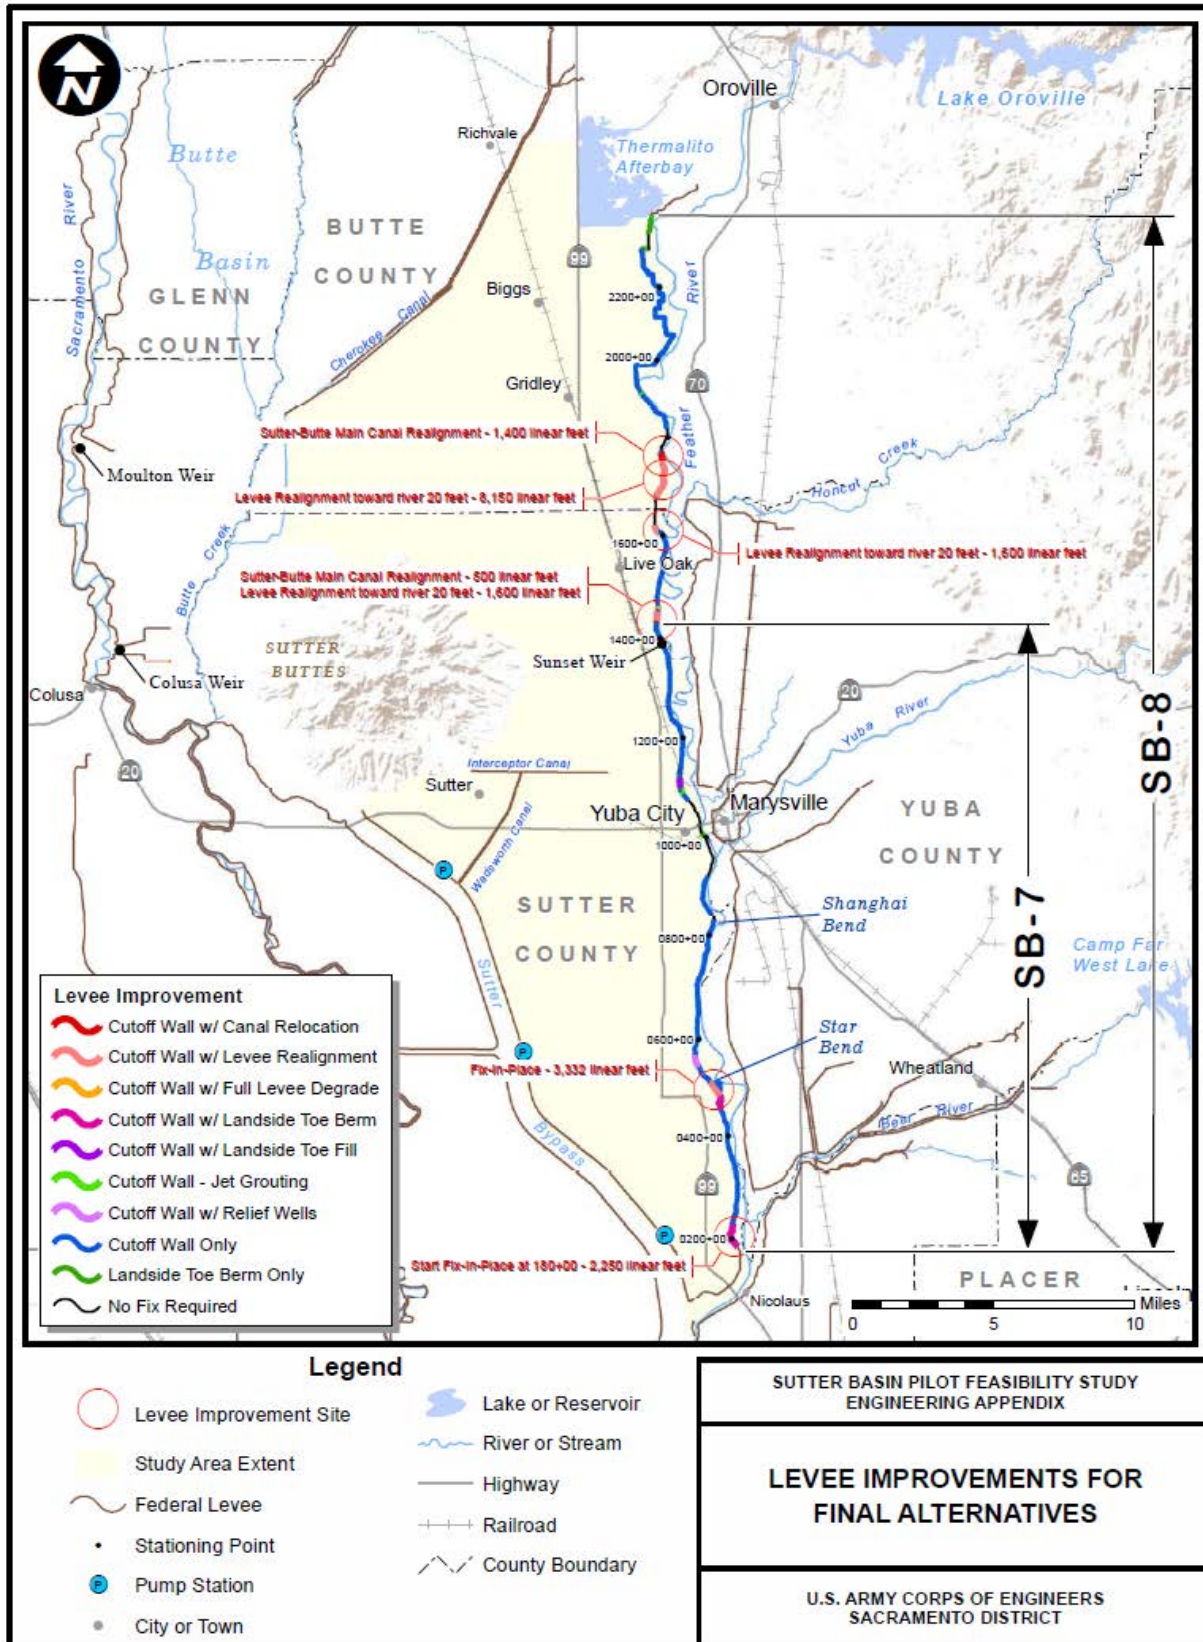 N
Oroville
Lake Oroville
Richvale
Thermalito
Afterbay
Butte
Basin
BUTTE
COUNTY
GLENN
COUNTY
Sacramento
River
Cherokee Canal
99
Biggs
River
2200+00
2000+00
Gridley
70
Feather
Sutter-Butte Main Canal Realignment - 1,400 linear feet
Moulton Weir
Levee Realignment toward river 20 feet - 6,150 linear feet
Honcut Creek
Butte Creek
1600+00
Levee Realignment toward river 20 feet - 1,500 linear feet
Live Oak
Sutter-Butte Main Canal Realignment - 500 linear feet
Levee Realignment toward river 20 feet - 1,600 linear feet
1400+00
Sunset Weir
SUTTER
BUTTES
Colusa Weir
Colusa
20
20
Yuba River
1200+00
Interceptor Canal
Sutter
Wadsworth Canal
Yuba City
Marysville
1000+00
YUBA
COUNTY
SB-8
SB-7
P
SUTTER
COUNTY
Shanghai
Bend
0800+00
Camp Far
West Lake
Sutter
Bypass
Star
Bend
0600+00
P
Fix-In-Place - 3,332 linear feet
Wheatland
Bear River
0400+00
99
65
P
0200+00
Start Fix-In-Place at 180+00 - 2,250 linear feet
PLACER
Nicolaus
Miles
0 5 10
Levee Improvement
Cutoff Wall w/ Canal Relocation
Cutoff Wall w/ Levee Realignment
Cutoff Wall w/ Full Levee Degrade
Cutoff Wall w/ Landside Toe Berm
Cutoff Wall w/ Landside Toe Fill
Cutoff Wall - Jet Grouting
Cutoff Wall w/ Relief Wells
Cutoff Wall Only
Landside Toe Berm Only
No Fix Required
Legend
Levee Improvement Site
Study Area Extent
Federal Levee
Stationing Point
P
Pump Station
City or Town
Lake or Reservoir
River or Stream
Highway
Railroad
County Boundary
SUTTER BASIN PILOT FEASIBILITY STUDY
ENGINEERING APPENDIX
LEVEE IMPROVEMENTS FOR
FINAL ALTERNATIVES
U.S. ARMY CORPS OF ENGINEERS
SACRAMENTO DISTRICT